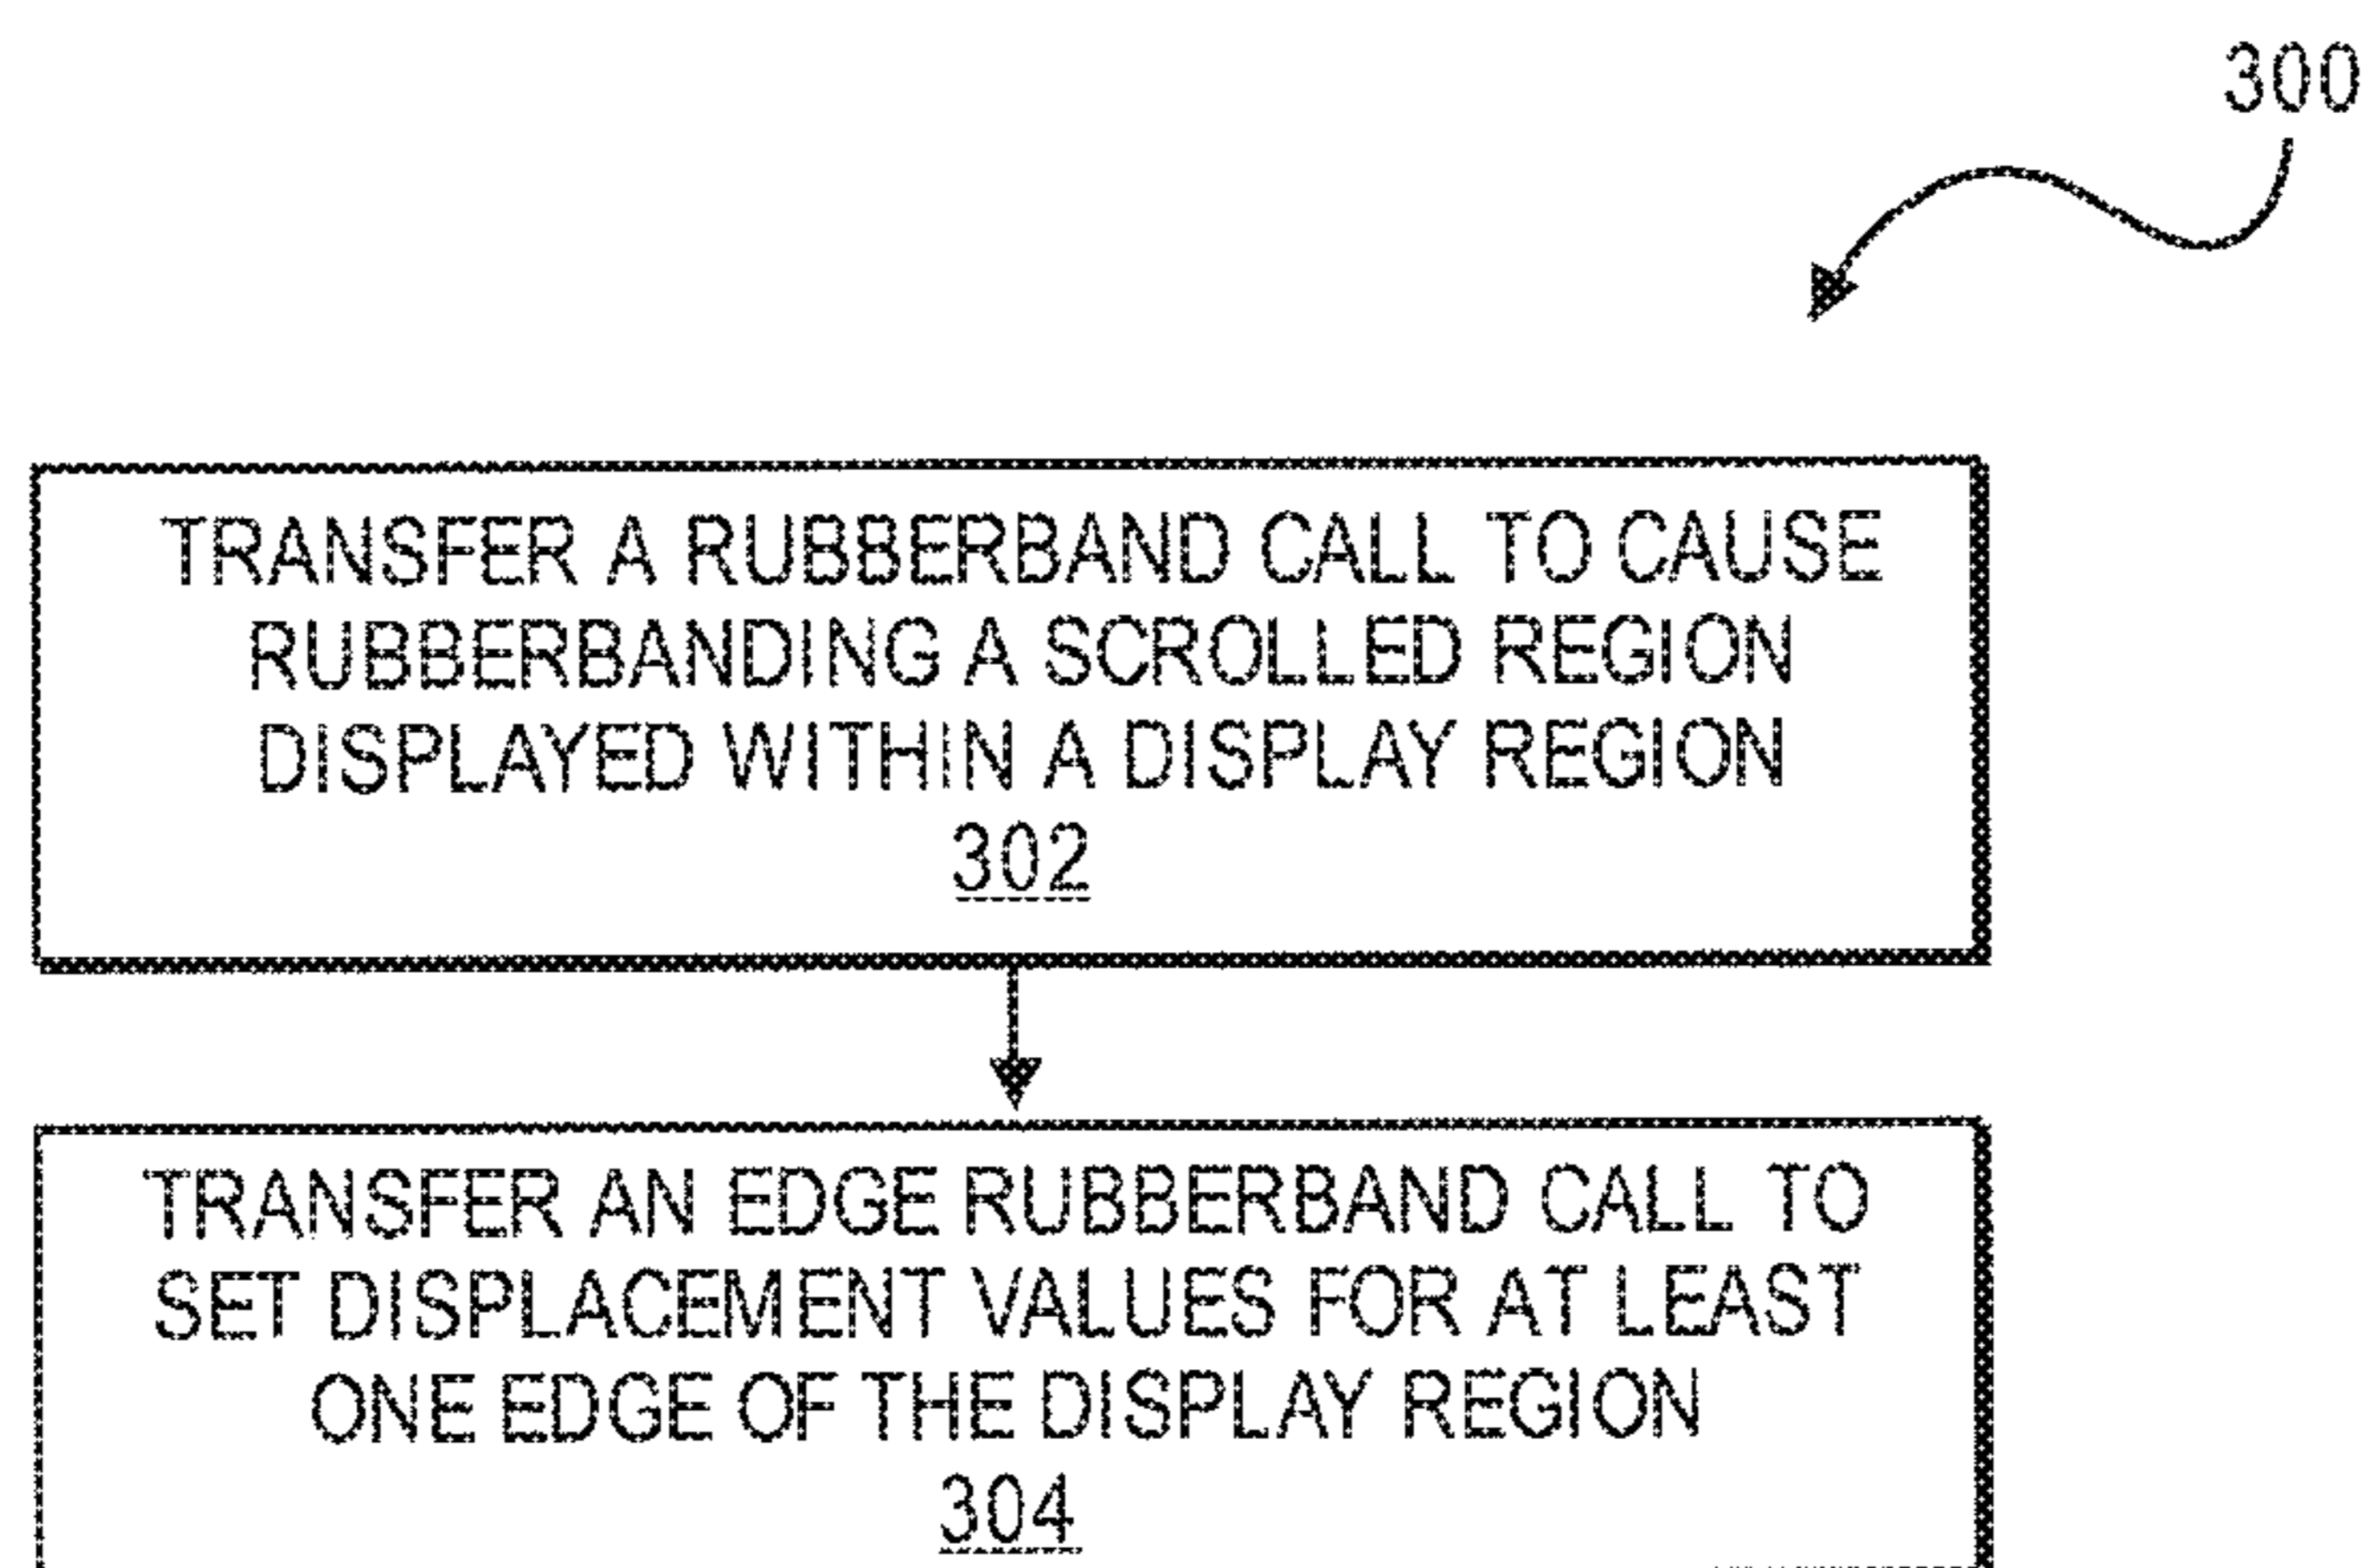 300
TRANSFER A RUBBERBAND CALL TO CAUSE
RUBBERBANDING A SCROLLED REGION
DISPLAYED WITHIN A DISPLAY REGION
302
TRANSFER AN EDGE RUBBERBAND CALL TO
SET DISPLACEMENT VALUES FOR AT LEAST
ONE EDGE OF THE DISPLAY REGION
304